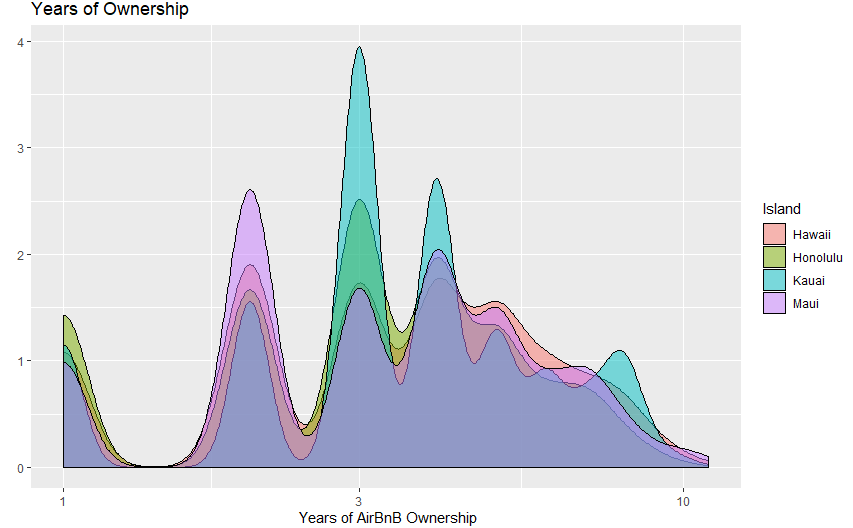 Years of Ownership
4
3
2
1
0
1
3
10
Years of AirBnB Ownership
Island
Hawaii
Honolulu
Kauai
Maui